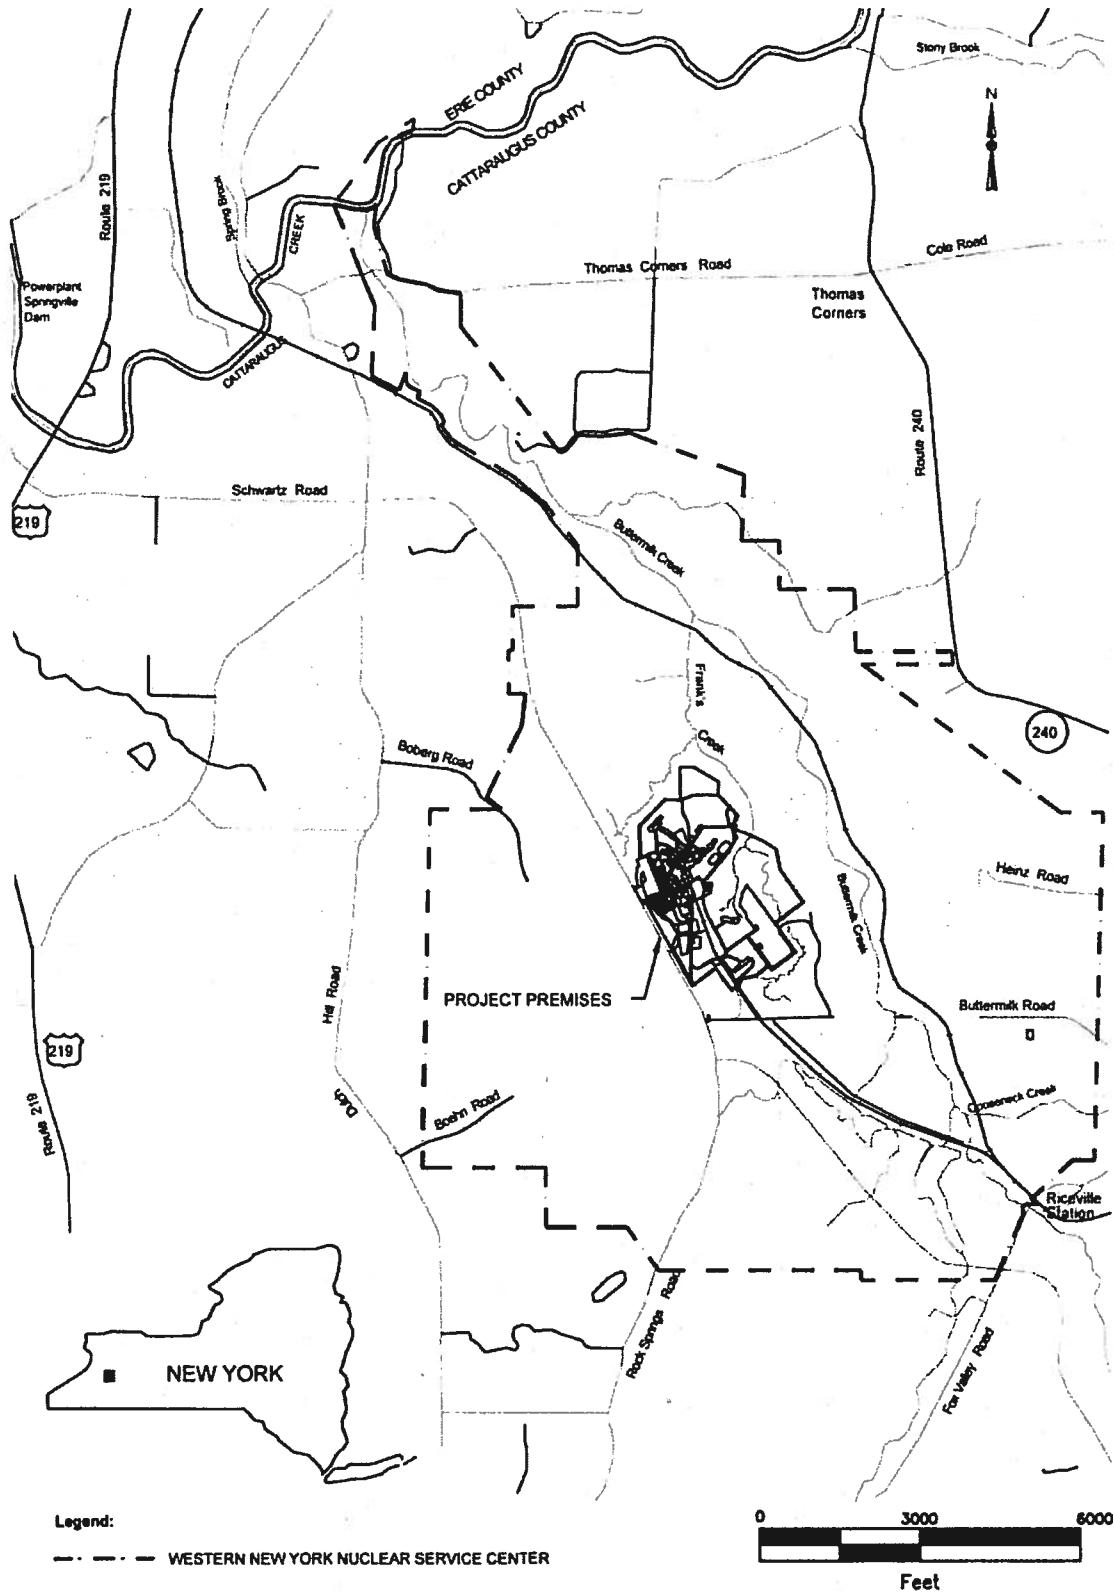 Stony Brook
N
ERIE COUNTY
CATTARAUGUS COUNTY
Route 219
Spring Brook
CREEK
CATTARAUGUS
Powerplant
Springville
Dam
Thomas Corners Road
Cole Road
Thomas
Corners
Route 240
Schwartz Road
219
Buttermilk Creek
Frank's
Creek
240
Boberg Road
Heinz Road
Buttermilk Creek
PROJECT PREMISES
Hill Road
Dutch
Buttermilk Road
219
Route 219
Boehn Road
Gooseneck Creek
Riceville
Station
Rock Springs Road
Fox Valley Road
NEW YORK
Legend:
WESTERN NEW YORK NUCLEAR SERVICE CENTER
0 3000 6000
Feet